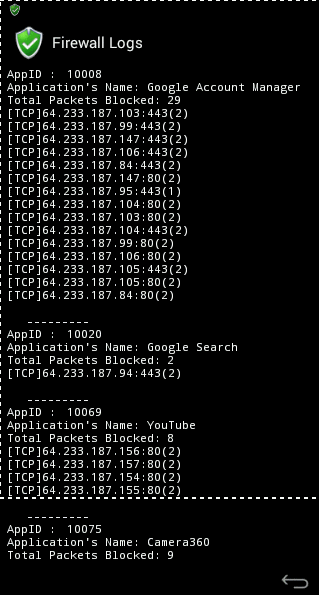 Firewall Logs
AppID : 10008
Application's Name: Google Account Manager
Total Packets Blocked: 29
[TCP]64.233.187.103:443(2)
[TCP]64.233.187.99:443(2)
[TCP]64.233.187.147:443(2)
[TCP]64.233.187.106:443(2)
[TCP]64.233.187.84:443(2)
[TCP]64.233.187.147:80(2)
[TCP]64.233.187.95:443(1)
[TCP]64.233.187.104:80(2)
[TCP]64.233.187.103:80(2)
[TCP]64.233.187.104:443(2)
[TCP]64.233.187.99:80(2)
[TCP]64.233.187.106:80(2)
[TCP]64.233.187.105:443(2)
[TCP]64.233.187.105:80(2)
[TCP]64.233.187.84:80(2)
---------
AppID : 10020
Application's Name: Google Search
Total Packets Blocked: 2
[TCP]64.233.187.94:443(2)
---------
AppID : 10069
Application's Name: YouTube
Total Packets Blocked: 8
[TCP]64.233.187.156:80(2)
[TCP]64.233.187.157:80(2)
[TCP]64.233.187.154:80(2)
[TCP]64.233.187.155:80(2)
---------
AppID : 10075
Application's Name: Camera360
Total Packets Blocked: 9